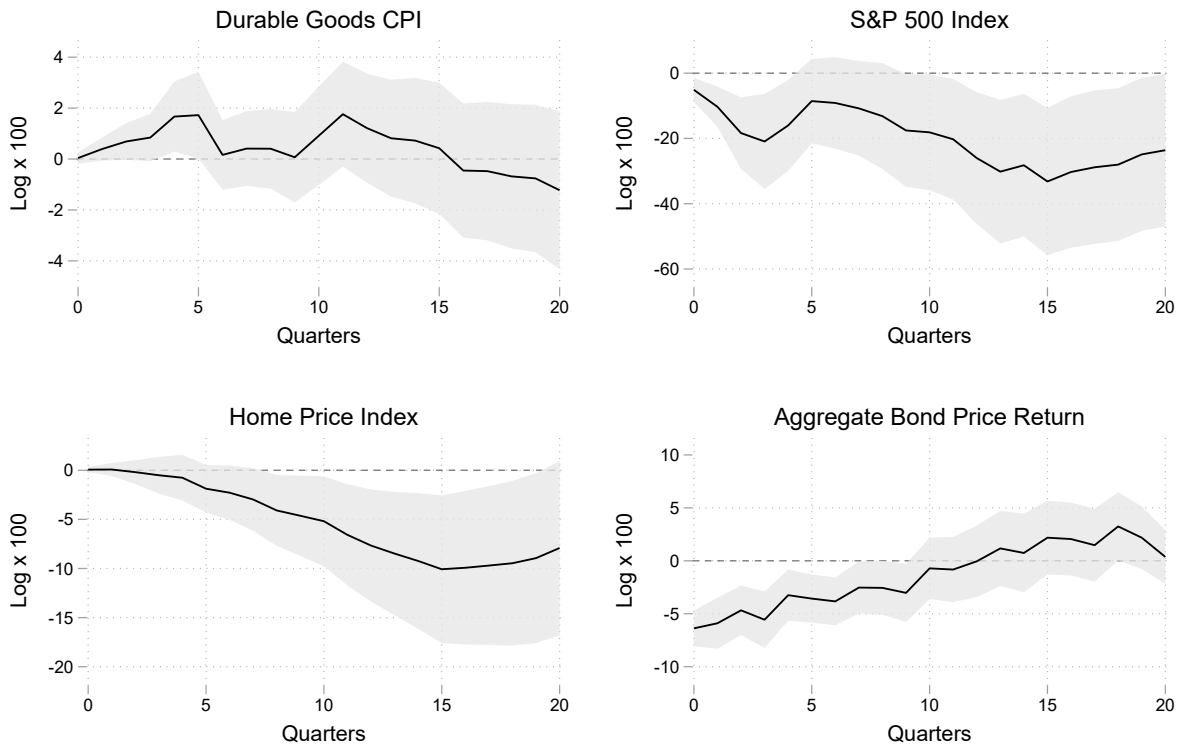 Durable Goods CPI
4
2
0
-2
-4
Log x 100
0 5 10 15 20
Quarters
S&P 500 Index
0
-20
-40
-60
Log x 100
0 5 10 15 20
Quarters
Home Price Index
0
-5
-10
-15
-20
Log x 100
0 5 10 15 20
Quarters
Aggregate Bond Price Return
10
5
0
-5
-10
Log x 100
0 5 10 15 20
Quarters